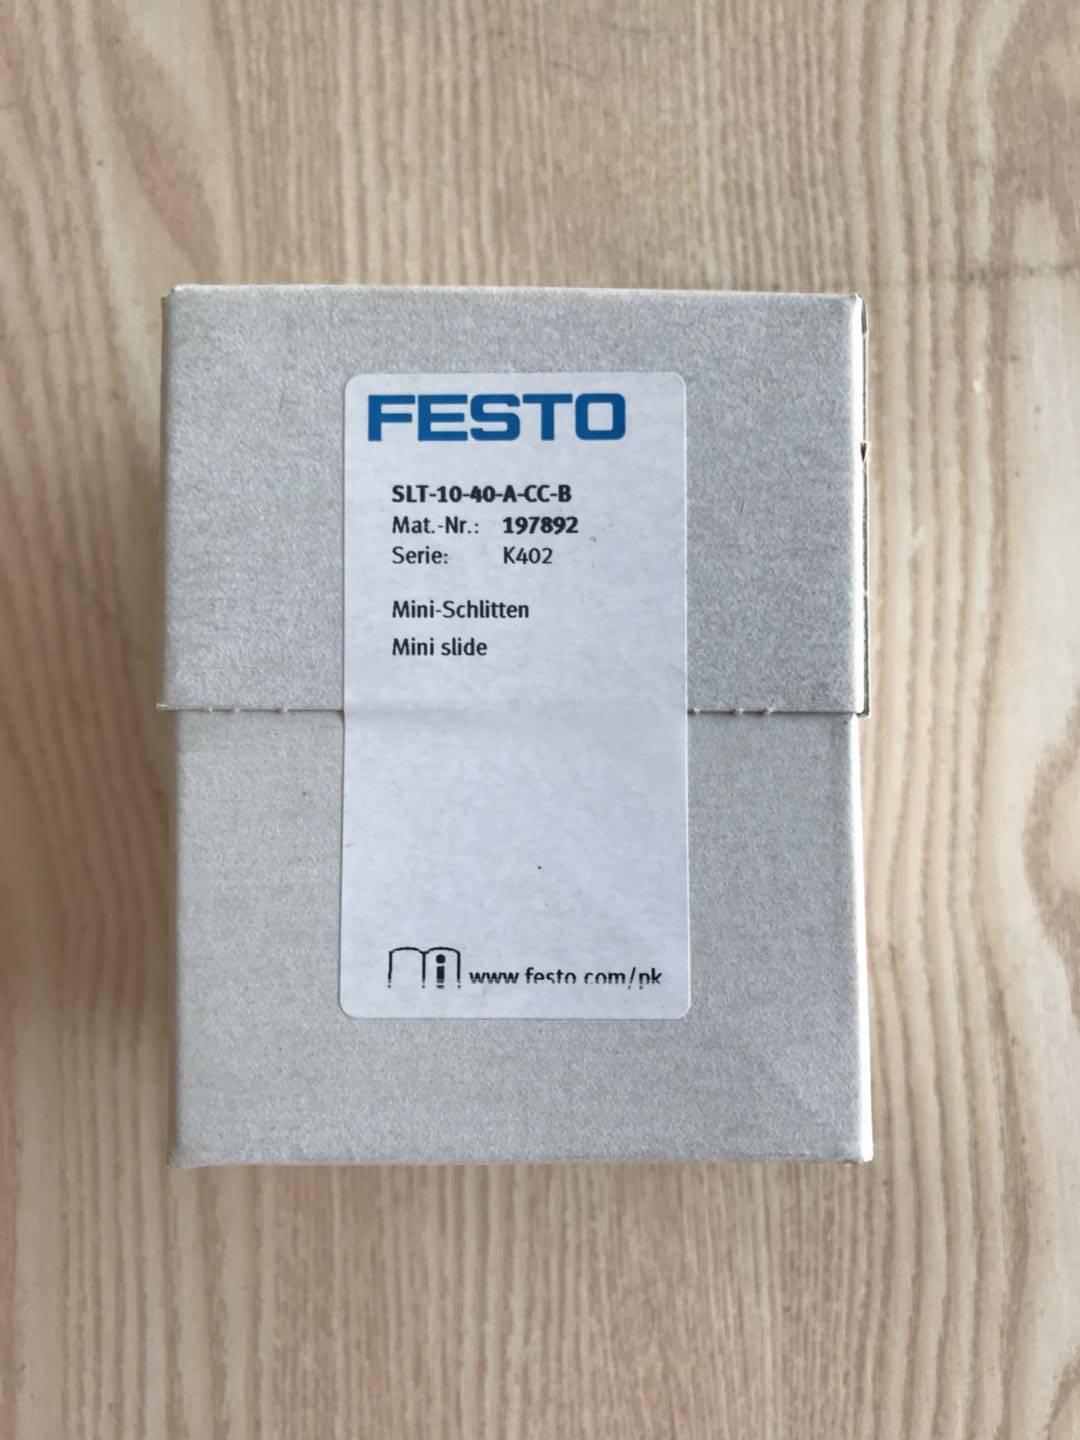 FESTO
SLT-10-40-A-CC-B
Mat.-Nr.: 197892
Serie: K402
Mini-Schlitten
Mini slide
i www.festo.com/pk